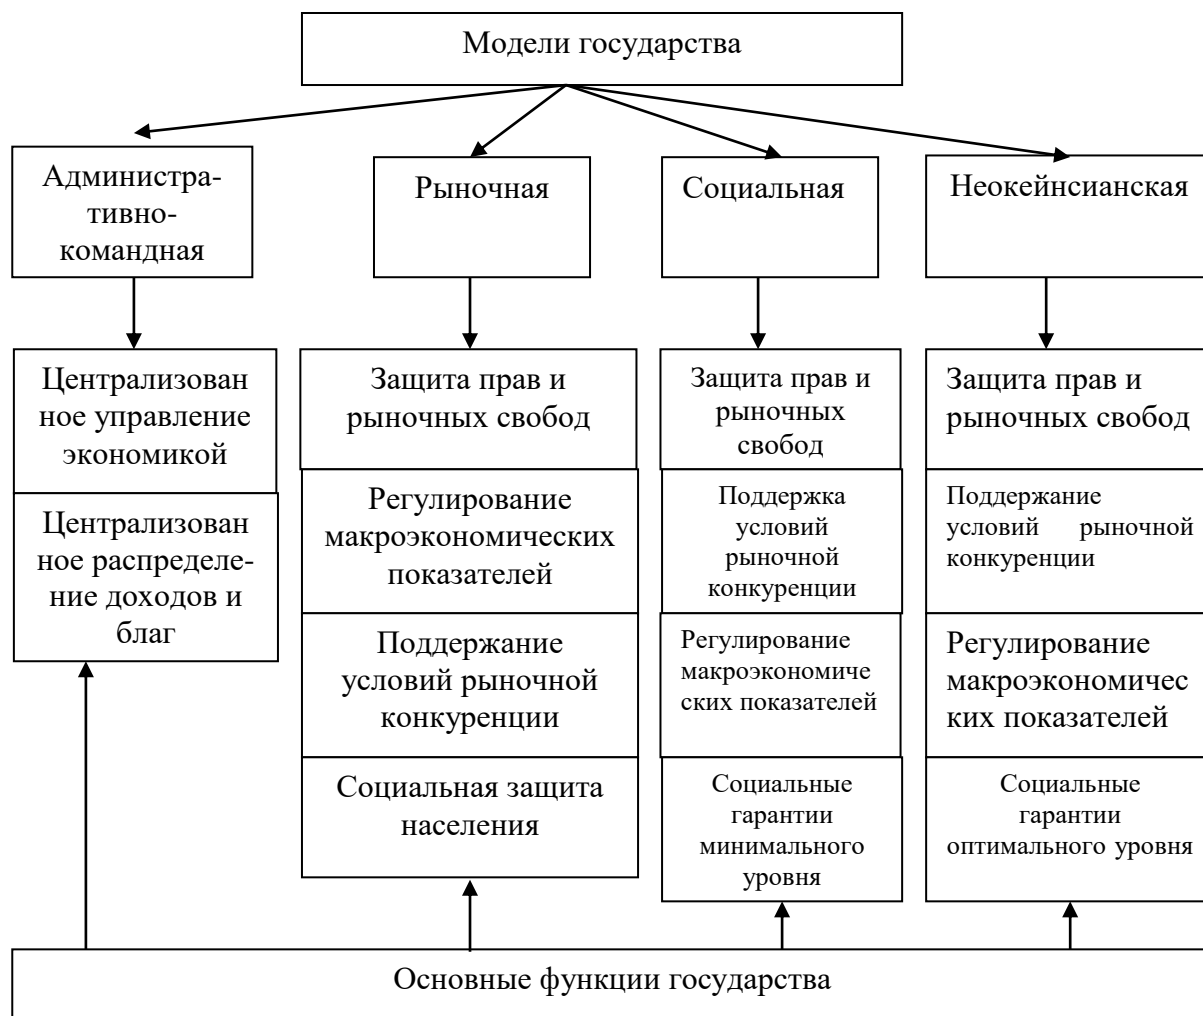 Модели государства
Администра-
тивно-
командная
Рыночная
Социальная
Неокейнсианская
Централизован
ное управление
экономикой
Централизован
ное распределе-
ение доходов и
благ
Защита прав и
рыночных свобод
Регулирование
макроэкономических
показателей
Поддержание
условий рыночной
конкуренции
Социальная защита
населения
Защита прав и
рыночных
свобод
Поддержка
условий
рыночной
конкуренции
Регулирование
макроэкономиче
ских показателей
Социальные
гарантии
минимального
уровня
Защита прав и
рыночных свобод
Поддержание
условий рыночной
конкуренции
Регулирование
макроэкономичес
ких показателей
Социальные
гарантии
оптимального уровня
Основные функции государства